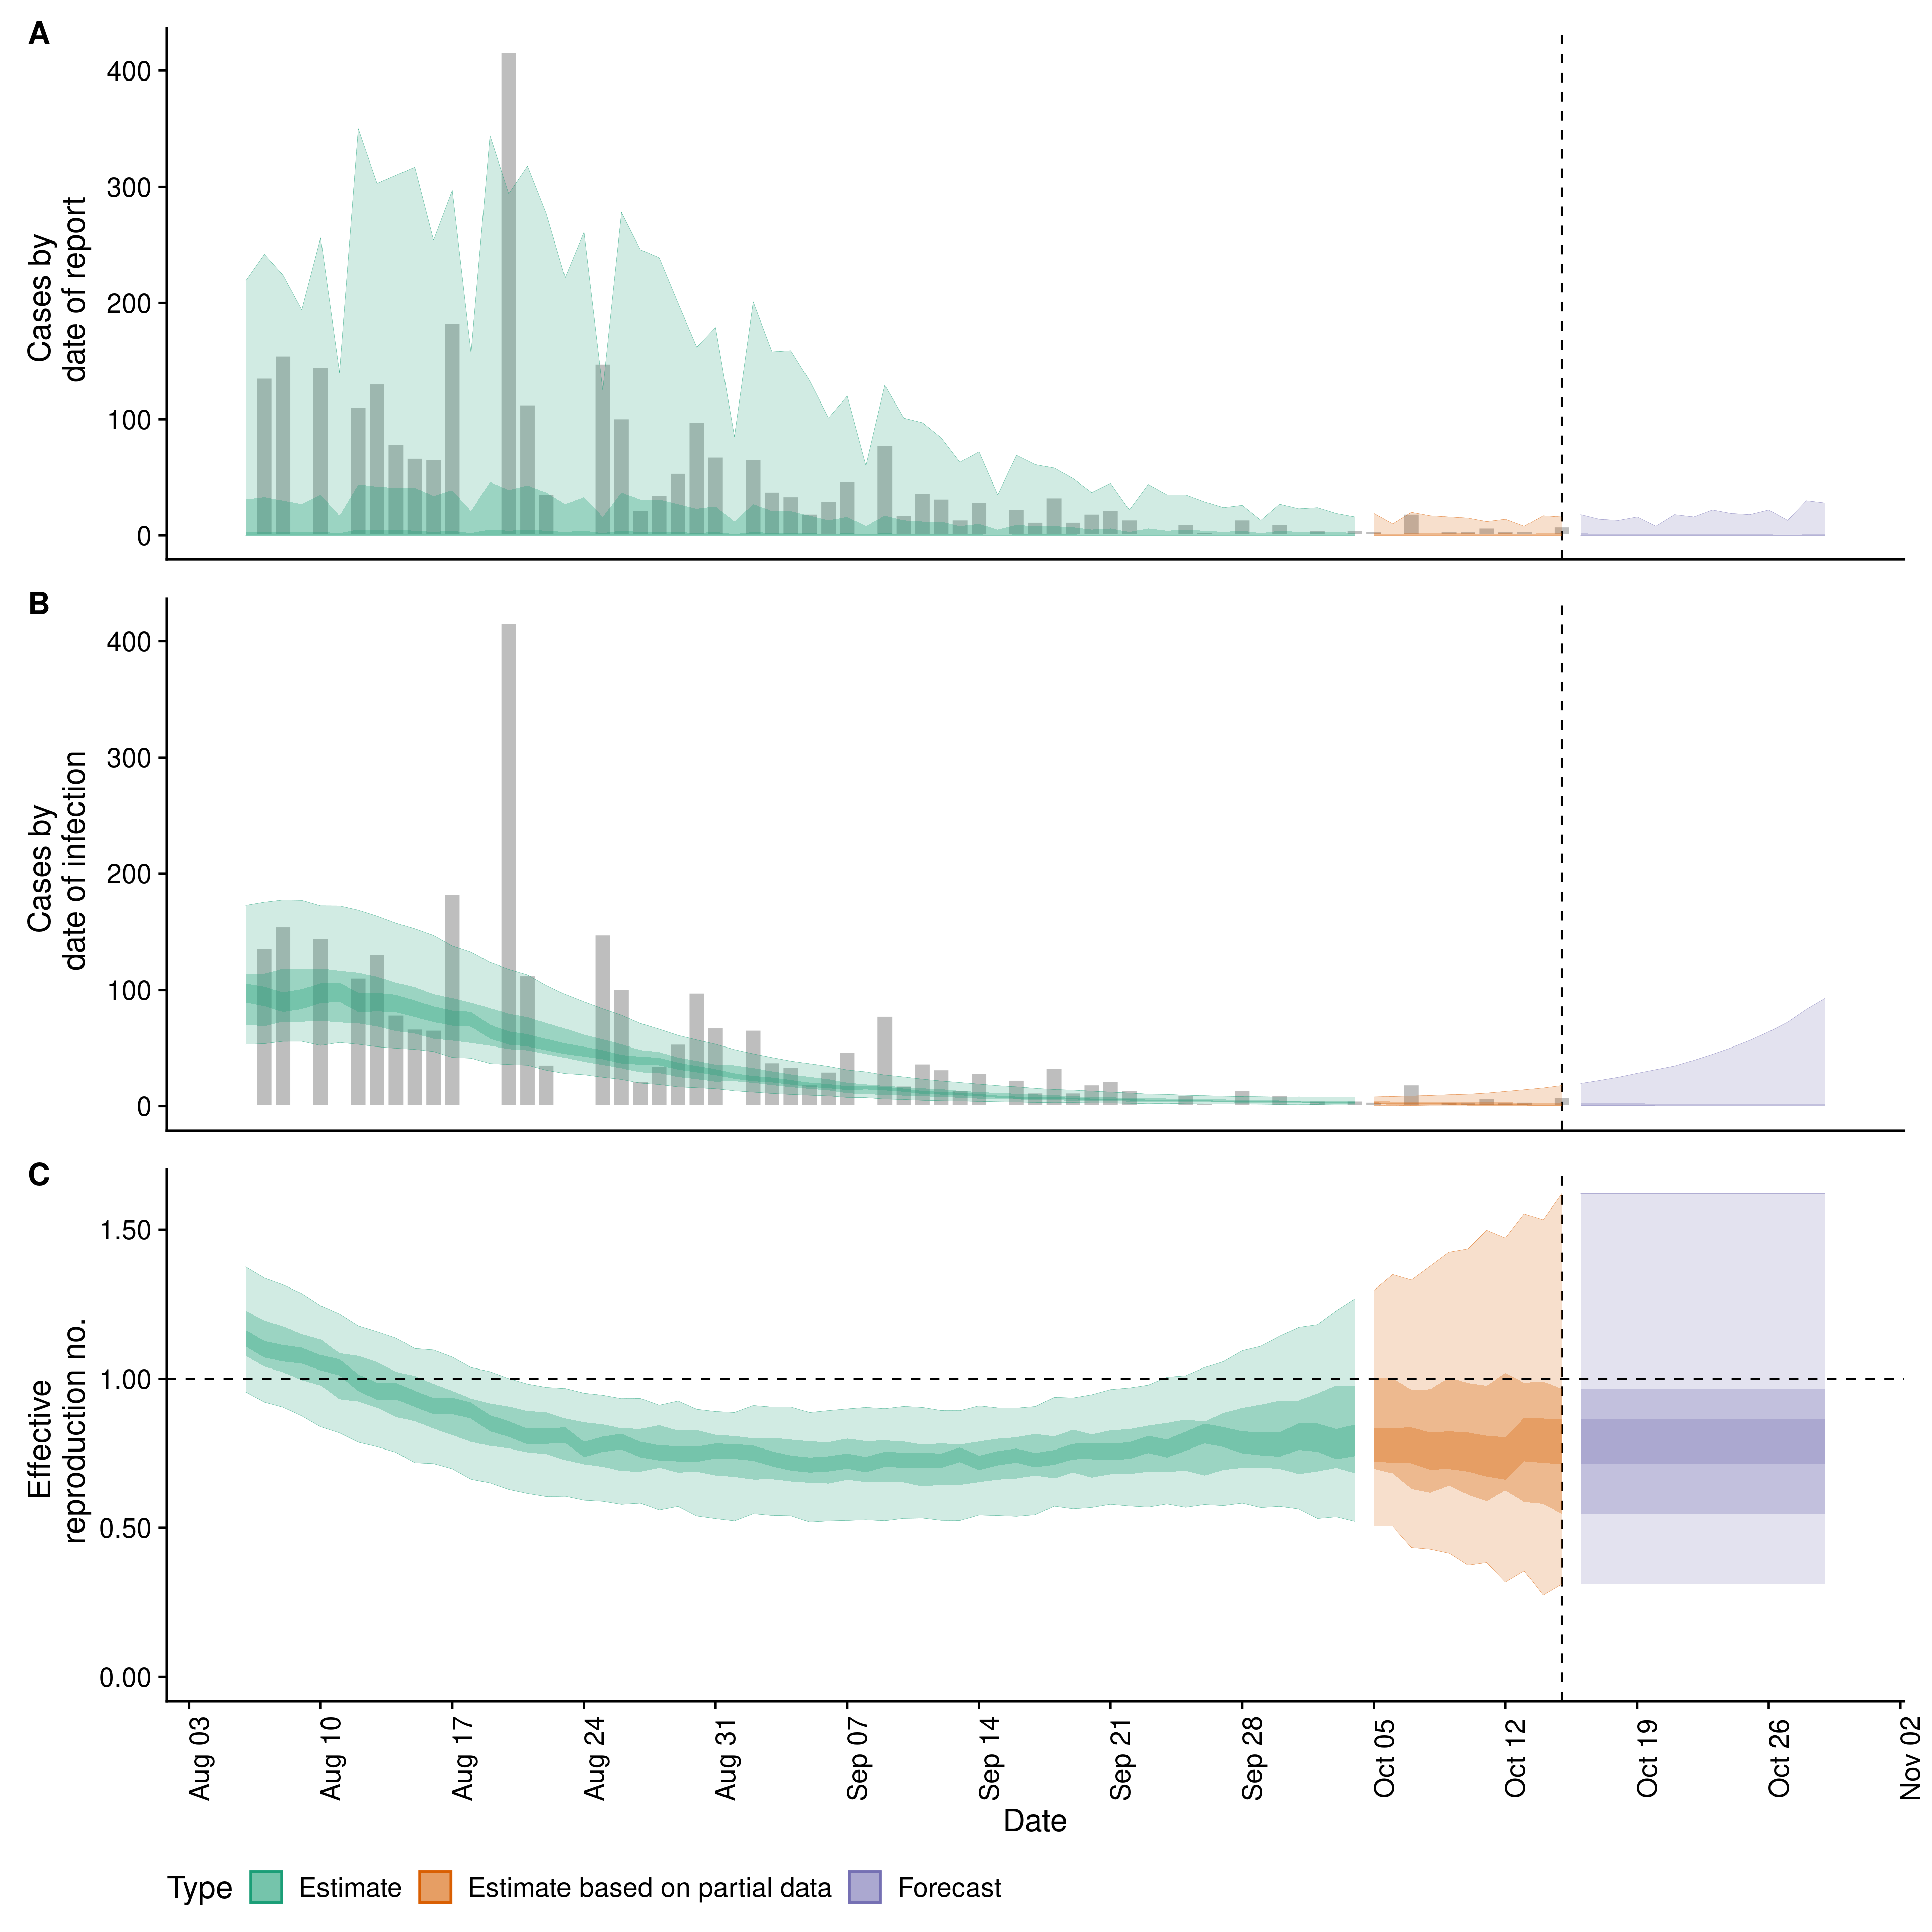 A
Cases by
date of report
400
300
200
100
0
B
Cases by
date of infection
400
300
200
100
0
C
Effective
reproduction no.
1.50
1.00
0.50
0.00
Aug 03
Aug 10
Aug 17
Aug 24
Aug 31
Sep 07
Sep 14
Sep 21
Sep 28
Oct 05
Oct 12
Oct 19
Oct 26
Nov 02
Date
Type Estimate Estimate based on partial data Forecast